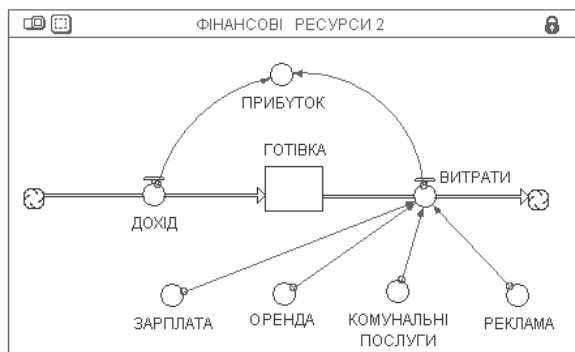 ФІНАНСОВІ РЕСУРСИ 2
ПРИБУТОК
ГОТІВКА
ВИТРАТИ
ДОХІД
ЗАРПЛАТА
ОРЕНДА
КОМУНАЛЬНІ
ПОСЛУГИ
РЕКЛАМА